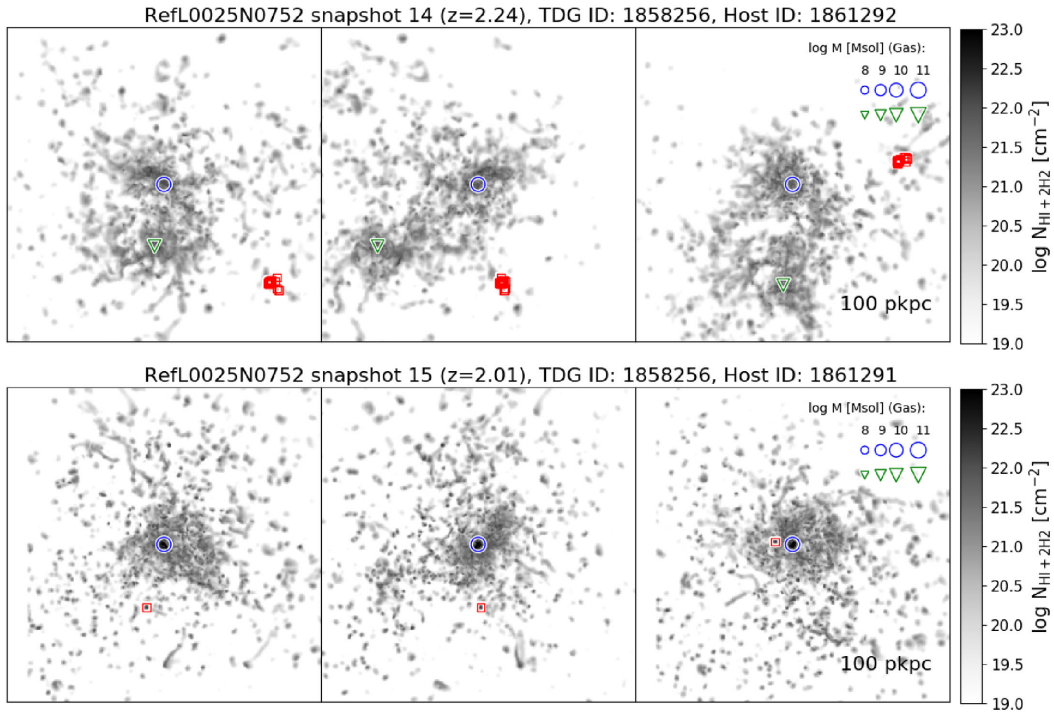 RefL0025N0752 snapshot 14 (z=2.24), TDG ID: 1858256, Host ID: 1861292
log M [Msol] (Gas):
8 9 10 11
100 pkpc
23.0
22.5
22.0
21.5
21.0
20.5
20.0
19.5
19.0
log N_HI + 2H2 [cm⁻²]
RefL0025N0752 snapshot 15 (z=2.01), TDG ID: 1858256, Host ID: 1861291
log M [Msol] (Gas):
8 9 10 11
100 pkpc
23.0
22.5
22.0
21.5
21.0
20.5
20.0
19.5
19.0
log N_HI + 2H2 [cm⁻²]